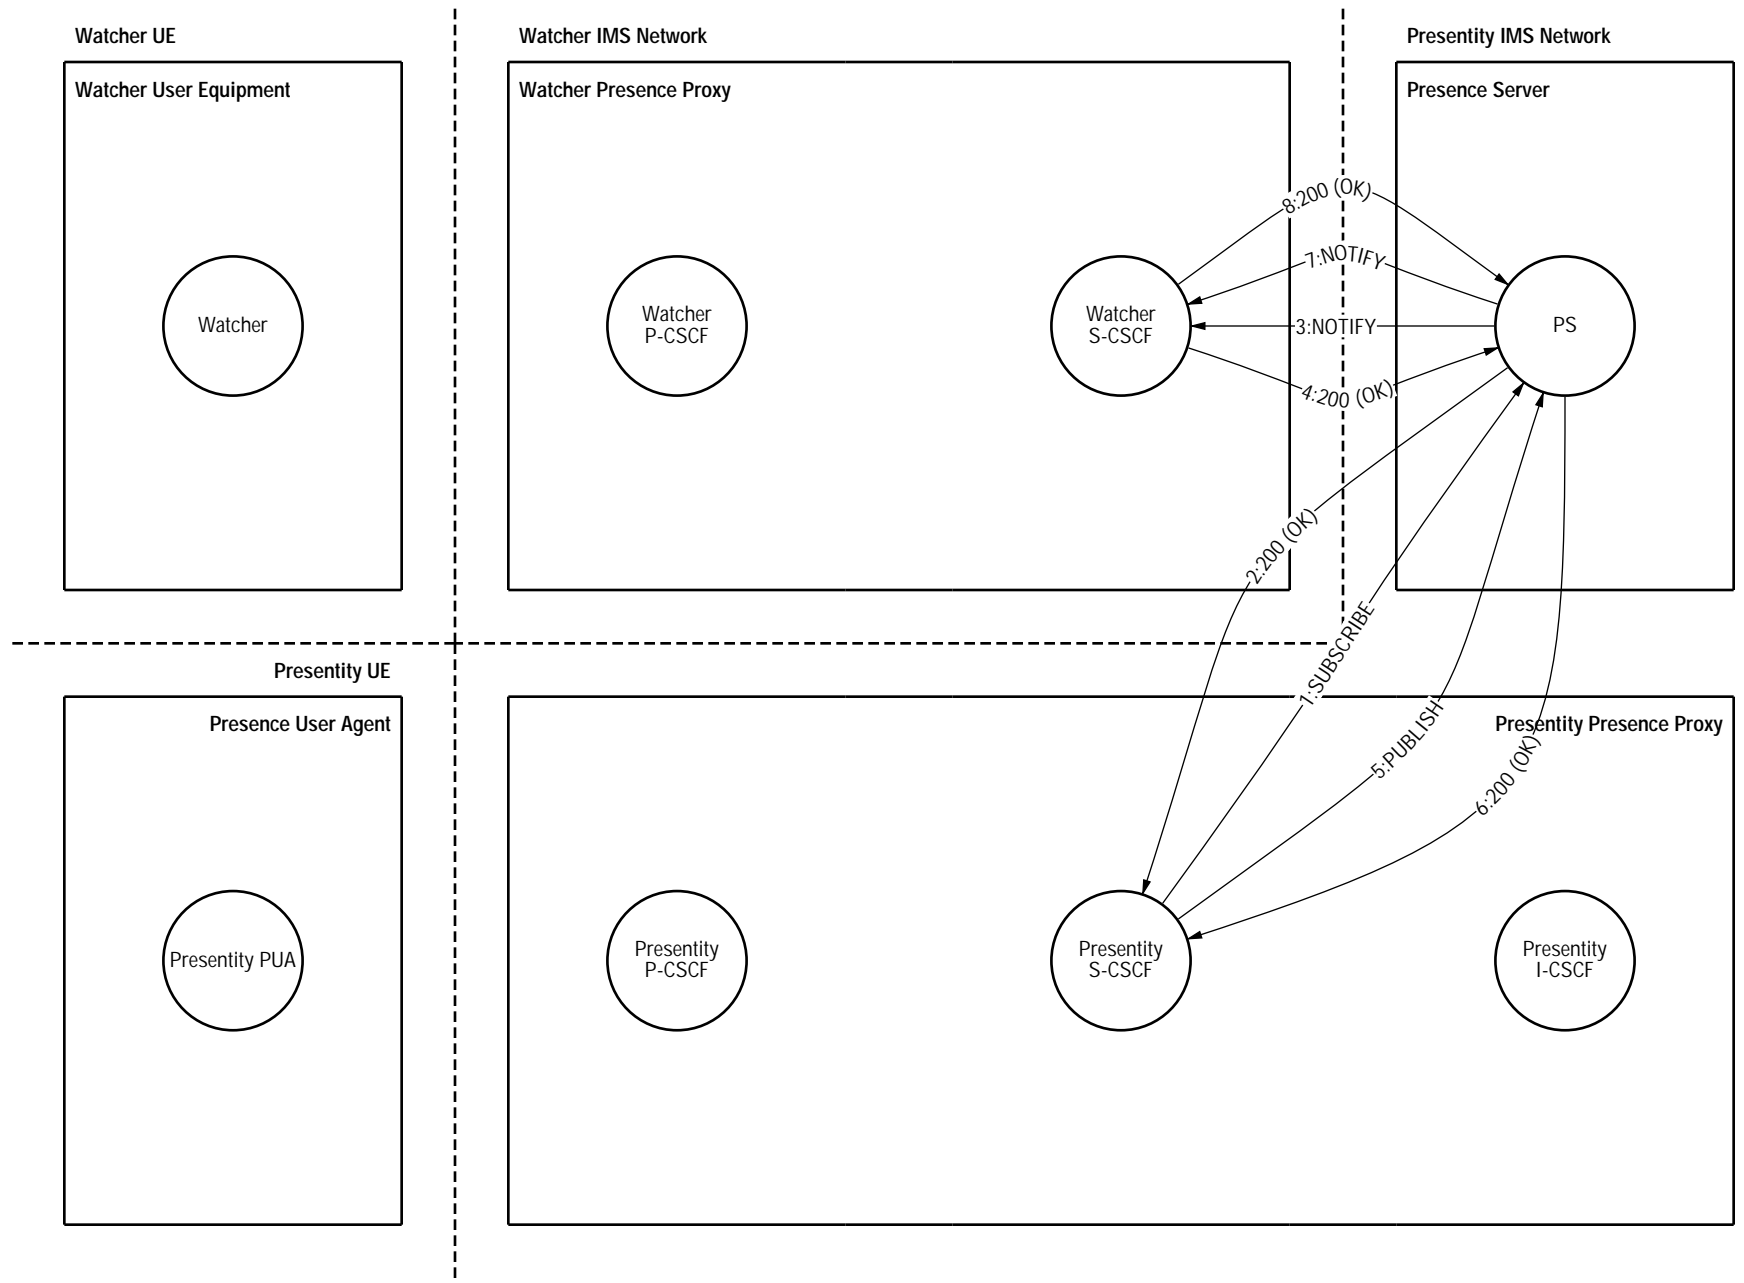 Watcher UE
Watcher IMS Network
Presentity IMS Network
Watcher User Equipment
Watcher Presence Proxy
Presence Server
8:200 (OK)
7:NOTIFY
Watcher
Watcher
P-CSCF
Watcher
S-CSCF
3:NOTIFY
PS
4:200 (OK)
2:200 (OK)
1:SUBSCRIBE
Presentity UE
Presence User Agent
Presentity Presence Proxy
5:PUBLISH
6:200 (OK)
Presentity PUA
Presentity
P-CSCF
Presentity
S-CSCF
Presentity
I-CSCF